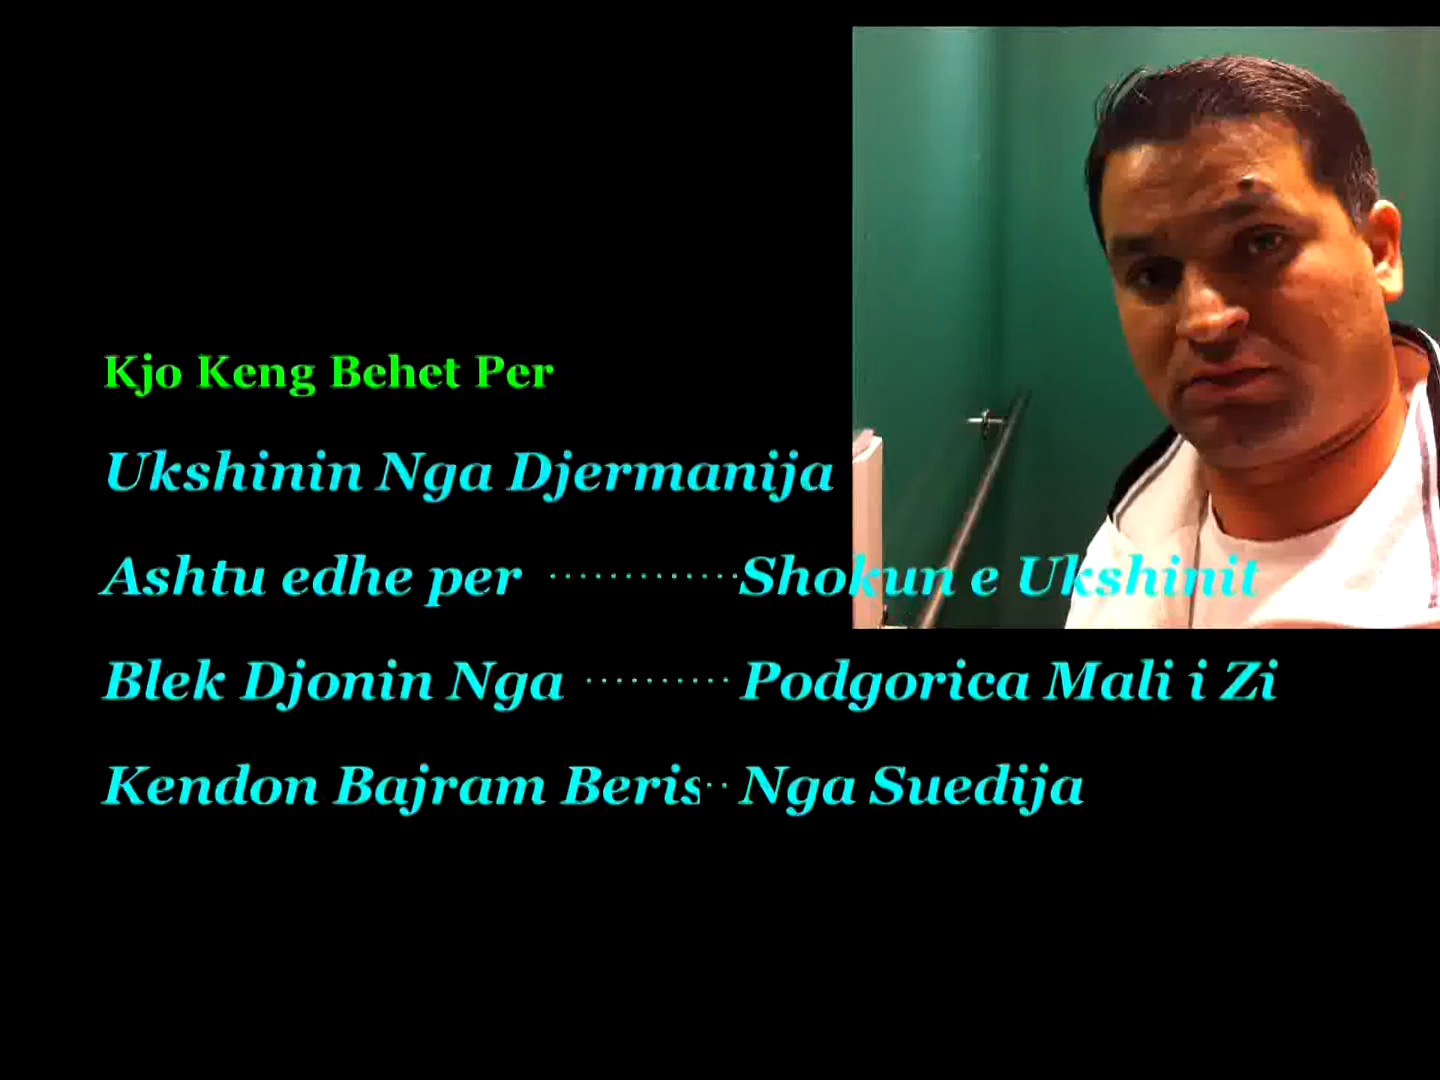 Kjo Keng Behet Per
Ukshinin Nga Djermanija
Ashtu edhe per .............Shokun e Ukshinit
Blek Djonin Nga .......... Podgorica Mali i Zi
Kendon Bajram Beris.. Nga Suedija